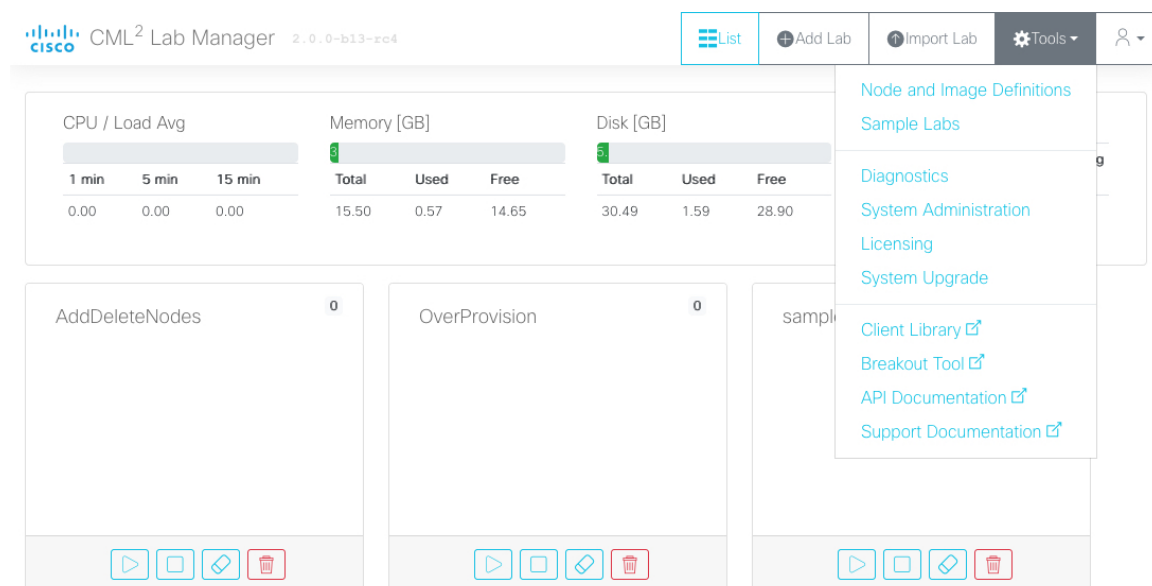 CISCO CML² Lab Manager 2.0.0-b13-rc4 List Add Lab Import Lab Tools
Node and Image Definitions
Sample Labs
Diagnostics
System Administration
Licensing
System Upgrade
Client Library
Breakout Tool
API Documentation
Support Documentation
CPU / Load Avg Memory [GB] Disk [GB]
3 5.
1 min 5 min 15 min Total Used Free Total Used Free
0.00 0.00 0.00 15.50 0.57 14.65 30.49 1.59 28.90
AddDeleteNodes 0 OverProvision 0